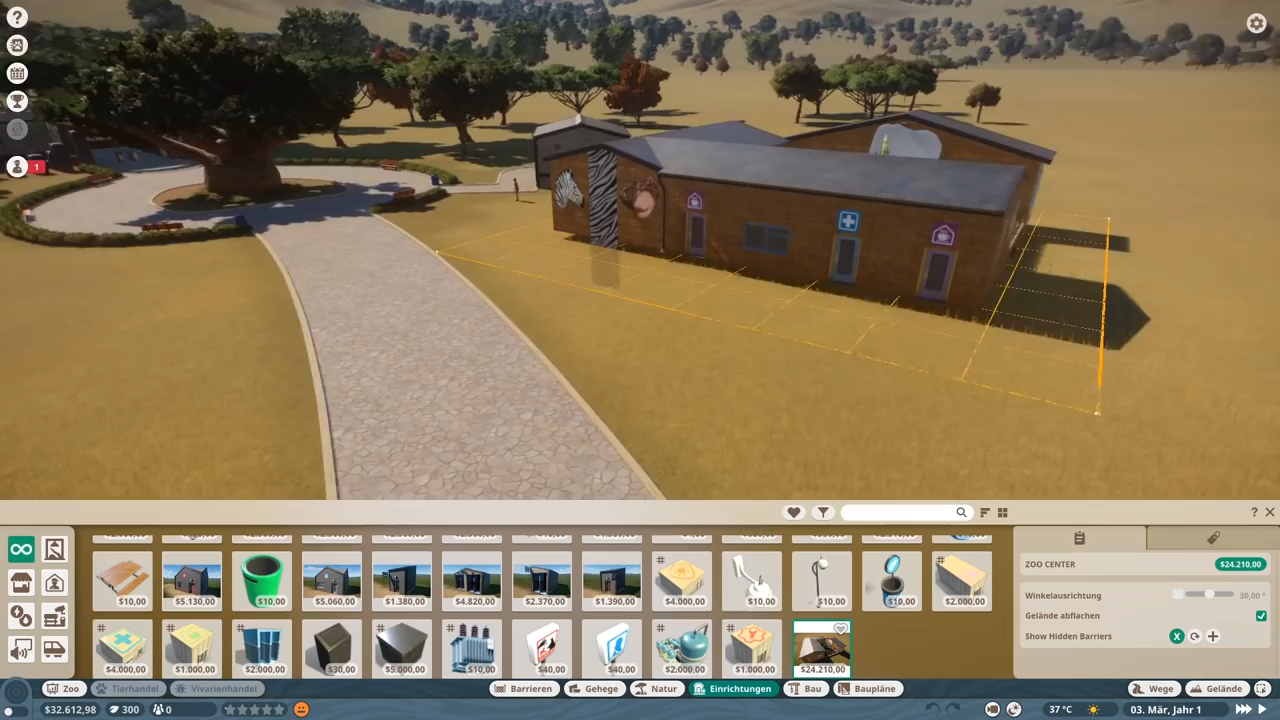 ?
1
? ×
$10,00 $5.130,00 $10,00 $5.060,00 $1.380,00 $4.820,00 $2.370,00 $1.390,00 $4.000,00 $10,00 $10,00 $10,00 $2.000,00
$4.000,00 $1.000,00 $2.000,00 $30,00 $5.000,00 $10,00 $40,00 $40,00 $2.000,00 $1.000,00 $24.210,00
ZOO CENTER $24.210,00
Winkelausrichtung 30,00 °
Gelände abflachen
Show Hidden Barriers X
Zoo Tierhandel Vivarienhandel Barrieren Gehege Natur Einrichtungen Bau Baupläne Wege Gelände
$32.612,98 300 0 37 °C 03. Mär, Jahr 1